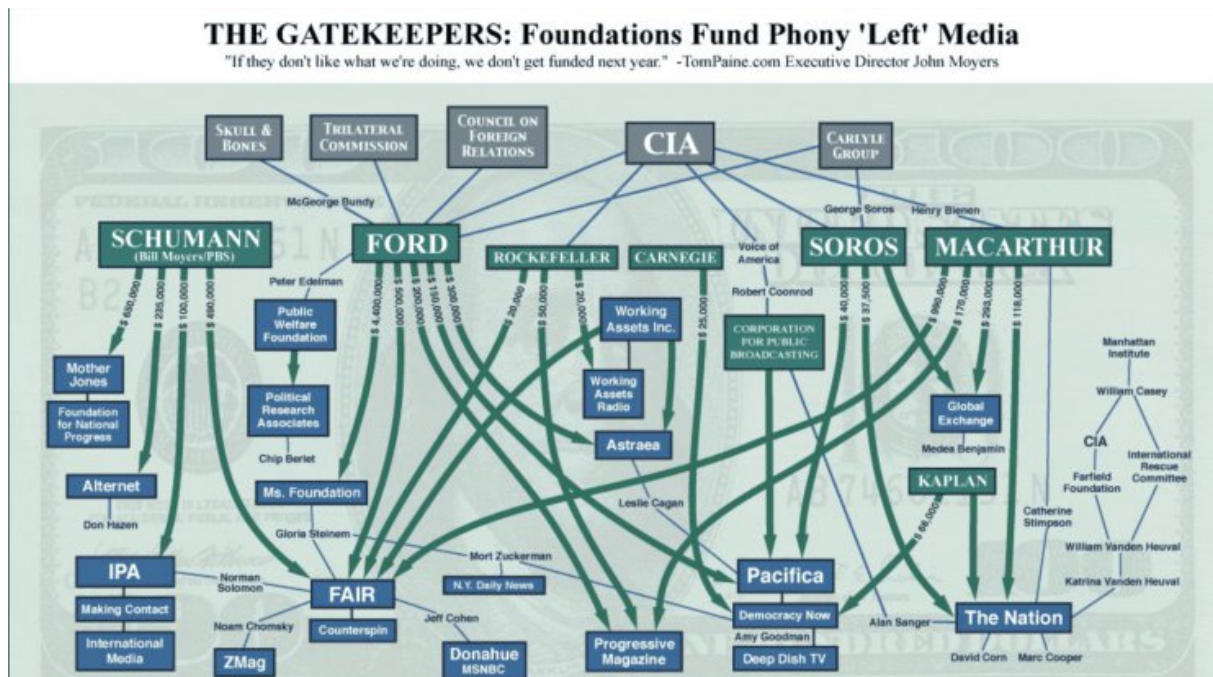 THE GATEKEEPERS: Foundations Fund Phony 'Left' Media
"If they don't like what we're doing, we don't get funded next year." -TomPaine.com Executive Director John Moyers
SKULL &
BONES
TRILATERAL
COMMISSION
COUNCIL ON
FOREIGN
RELATIONS
CIA
CARLYLE
GROUP
McGeorge Bundy
George Soros
Henry Bienen
SCHUMANN
(Bill Moyers/PBS)
FORD
ROCKEFELLER
CARNEGIE
Voice of
America
SOROS
MACARTHUR
Peter Edelman
Robert Coonrod
$ 650,000
$ 235,000
$ 100,000
$ 4,400,000
$ 200,000
$ 150,000
$ 300,000
$ 20,000
$ 50,000
$ 20,000
$ 25,000
$ 40,000
$ 37,500
$ 170,000
$ 293,000
Public
Welfare
Foundation
Working
Assets Inc.
CORPORATION
FOR PUBLIC
BROADCASTING
Manhattan
Institute
Mother
Jones
Foundation
for National
Progress
Political
Research
Associates
Working
Assets
Radio
William Casey
Global
Exchange
Chip Berlet
Astraea
Medea Benjamin
CIA
International
Rescue
Committee
Farfield
Foundation
Alternet
Ms. Foundation
KAPLAN
Don Hazen
Leslie Cagan
$ 66,000
Catherine
Stimpson
Gloria Steinem
Mort Zuckerman
William Vanden Heuval
IPA
Norman
Solomon
FAIR
N.Y. Daily News
Pacifica
Katrina Vanden Heuval
Making Contact
Counterspin
Jeff Cohen
Democracy Now
Alan Sanger
The Nation
International
Media
Noam Chomsky
ZMag
Donahue
MSNBC
Progressive
Magazine
Amy Goodman
Deep Dish TV
David Corn
Marc Cooper